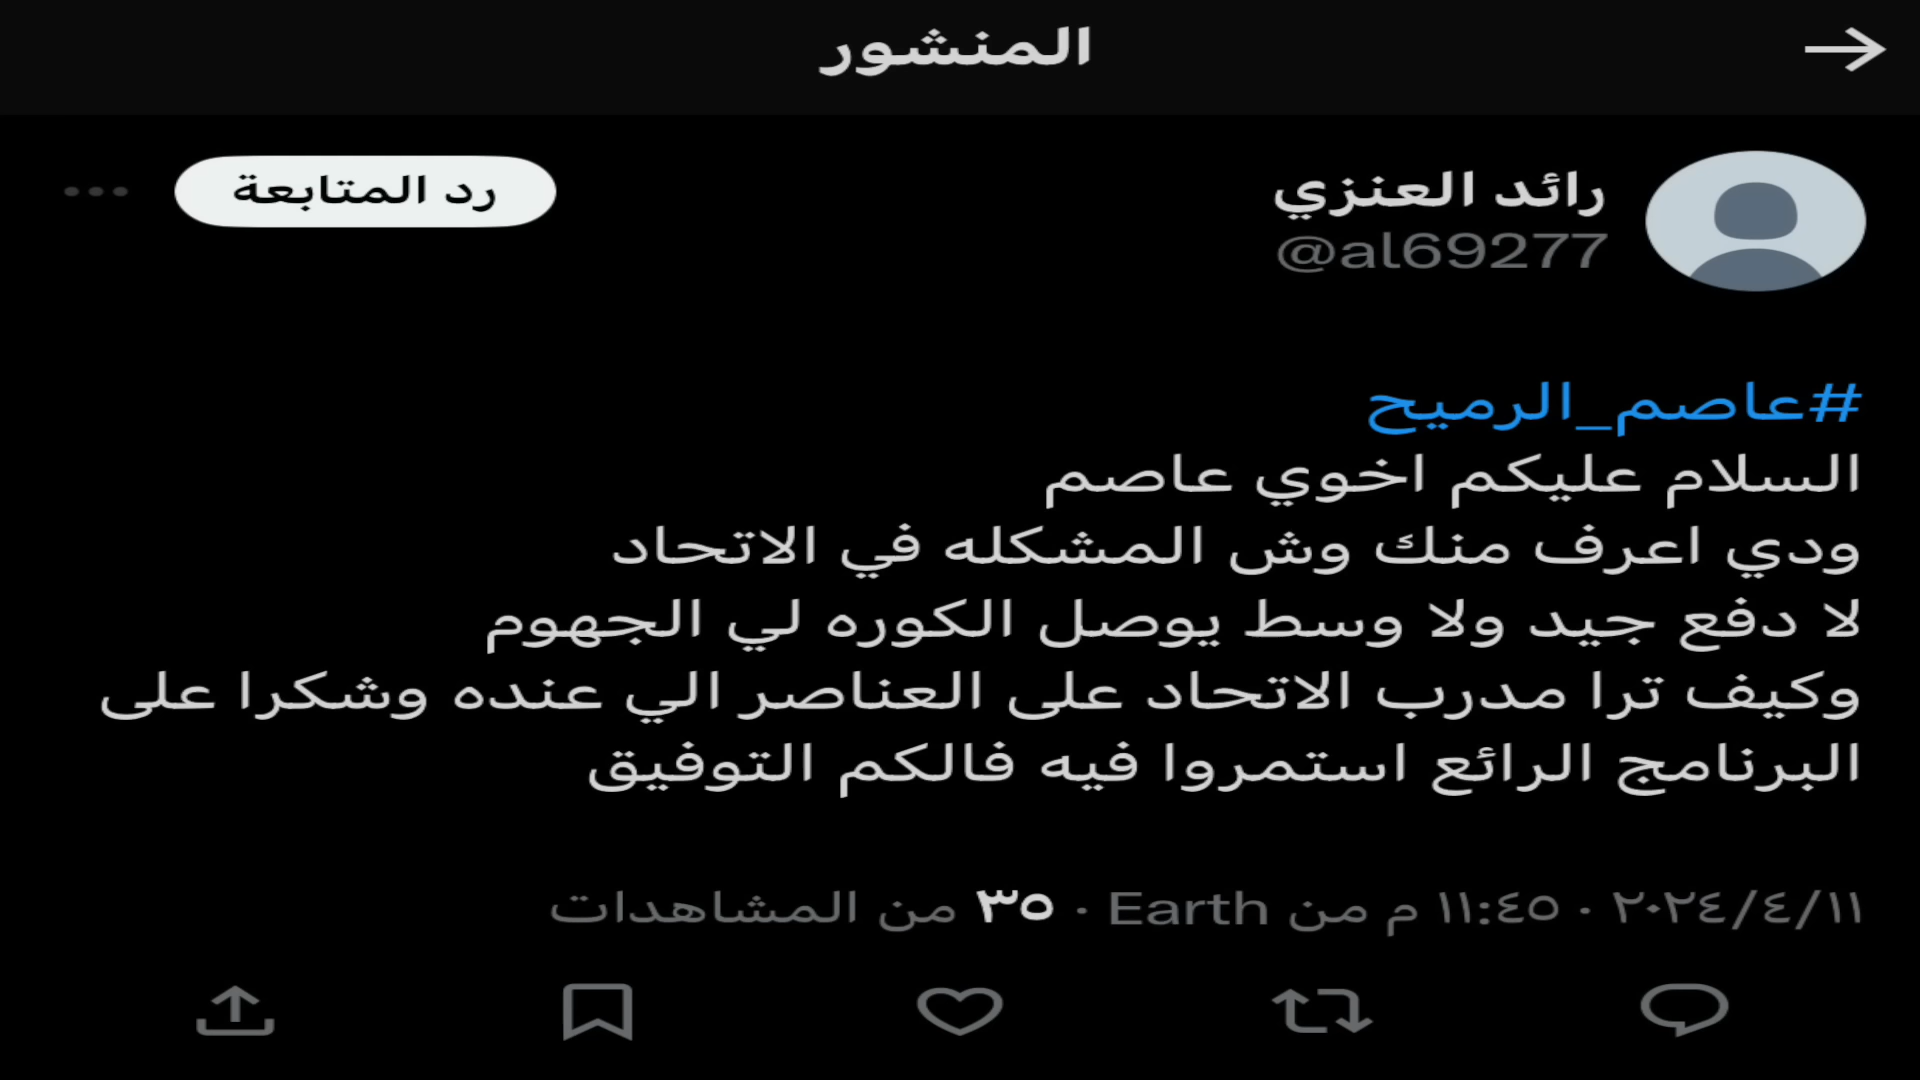 المنشور
رائد العنزي
رد المتابعة
@al69277
#عاصم_الرميح
السلام عليكم اخوي عاصم
ودي اعرف منك وش المشكله في الاتحاد
لا دفع جيد ولا وسط يوصل الكوره لي الجهوم
وكيف ترا مدرب الاتحاد على العناصر الي عنده وشكرا على
البرنامج الرائع استمروا فيه فالكم التوفيق
٢٠٢٤/٤/١١ · ١١:٤٥ م من Earth · ٣٥ من المشاهدات